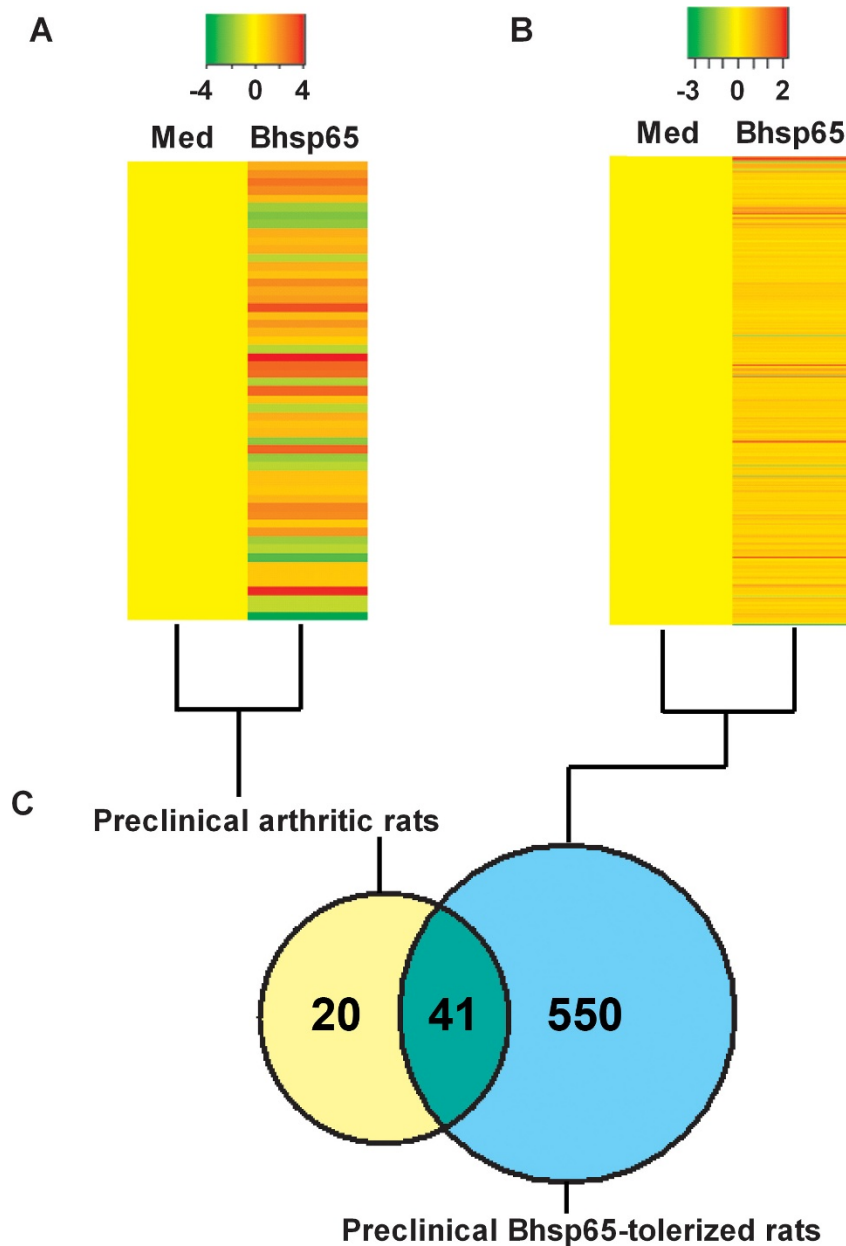 A
-4 0 4
Med Bhsp65
B
-3 0 2
Med Bhsp65
C
Preclinical arthritic rats
20 41 550
Preclinical Bhsp65-tolerized rats